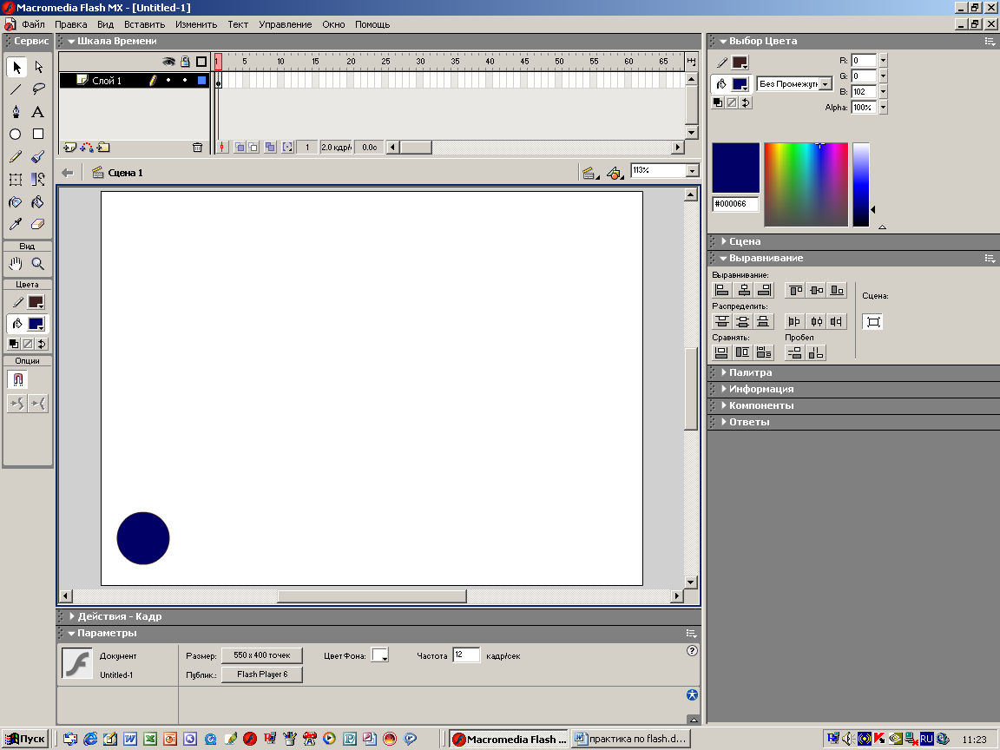 Macromedia Flash MX - [Untitled-1]
Файл Правка Вид Вставить Изменить Тект Управление Окно Помощь
Сервис
Шкала Времени
1 5 10 15 20 25 30 35 40 45 50 55 60 65
Слой 1
1 2.0 кдр/ 0.0с
Сцена 1
113%
Вид
Цвета
Опции
Выбор Цвета
R: 0
G: 0
Без Промежутк
B: 102
Alpha: 100%
#000066
Сцена
Выравнивание
Выравнивание:
Сцена:
Распределить:
Сравнять: Пробел
Палитра
Информация
Компоненты
Ответы
Действия - Кадр
Параметры
Документ
Untitled-1
Размер: 550 x 400 точек Цвет Фона: Частота 12 кадр/сек
Публик.: Flash Player 6
Пуск
Macromedia Flash ...
практика по flash.d...
RU
11:23